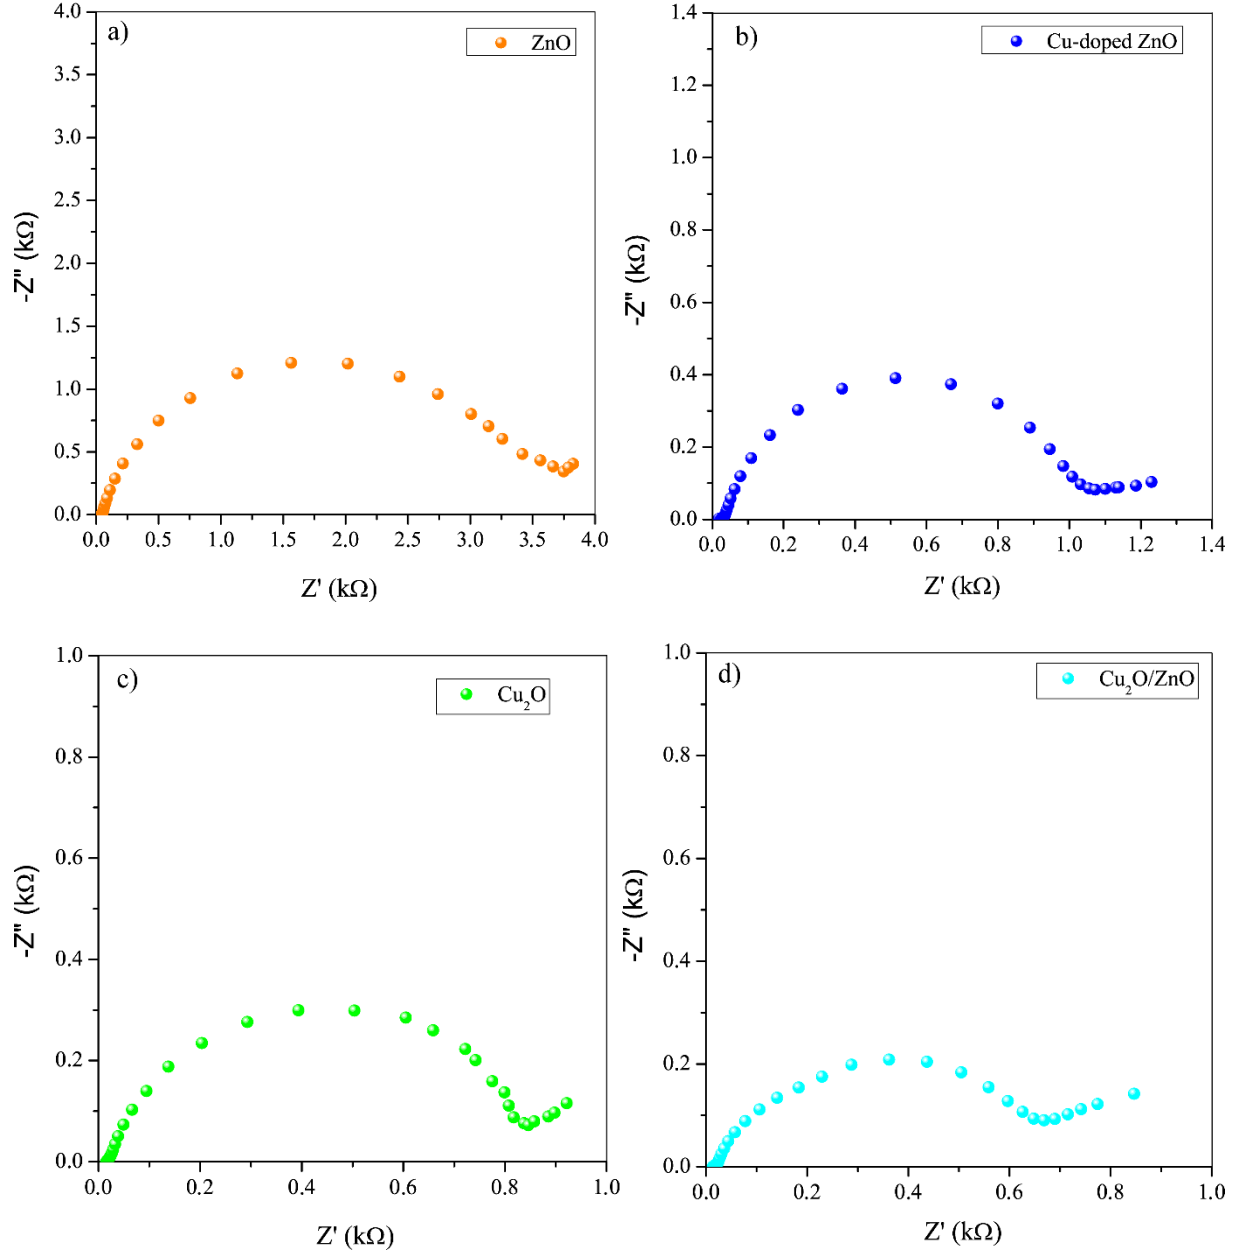 a)
ZnO
4.0
3.5
3.0
2.5
2.0
1.5
1.0
0.5
0.0
-Z" (kΩ)
0.0 0.5 1.0 1.5 2.0 2.5 3.0 3.5 4.0
Z' (kΩ)
b)
Cu-doped ZnO
1.4
1.2
1.0
0.8
0.6
0.4
0.2
0.0
-Z" (kΩ)
0.0 0.2 0.4 0.6 0.8 1.0 1.2 1.4
Z' (kΩ)
c)
Cu₂O
1.0
0.8
0.6
0.4
0.2
0.0
-Z" (kΩ)
0.0 0.2 0.4 0.6 0.8 1.0
Z' (kΩ)
d)
Cu₂O/ZnO
1.0
0.8
0.6
0.4
0.2
0.0
-Z" (kΩ)
0.0 0.2 0.4 0.6 0.8 1.0
Z' (kΩ)